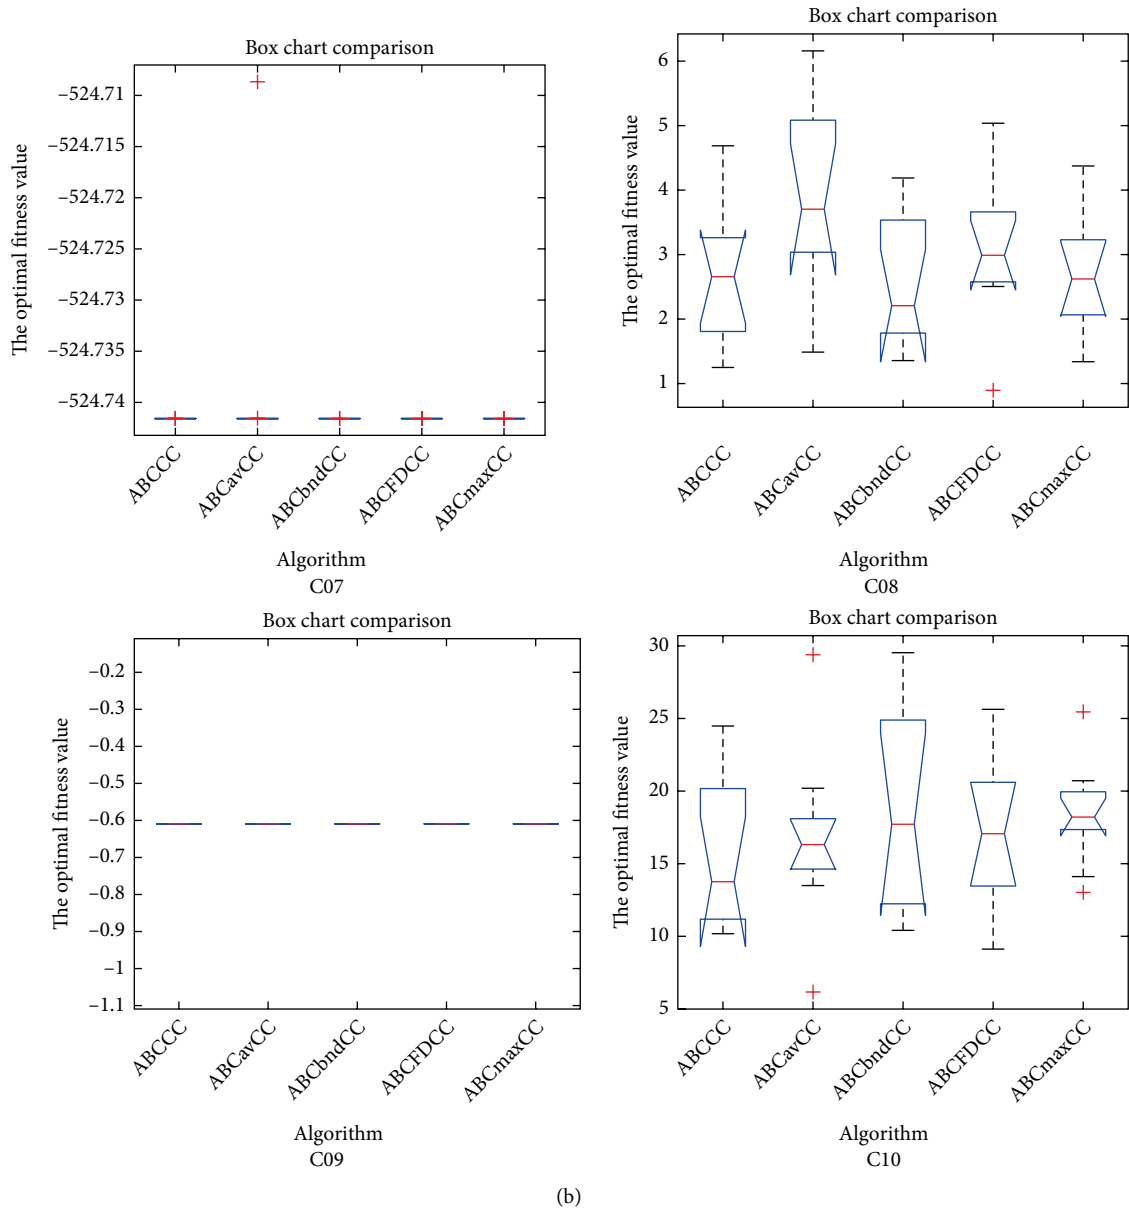 Box chart comparison
The optimal fitness value
−524.71
−524.715
−524.72
−524.725
−524.73
−524.735
−524.74
ABCCC
ABCavCC
ABCbndCC
ABCFDCC
ABCmaxCC
Algorithm
C07
Box chart comparison
The optimal fitness value
6
5
4
3
2
1
ABCCC
ABCavCC
ABCbndCC
ABCFDCC
ABCmaxCC
Algorithm
C08
Box chart comparison
The optimal fitness value
−0.2
−0.3
−0.4
−0.5
−0.6
−0.7
−0.8
−0.9
−1
−1.1
ABCCC
ABCavCC
ABCbndCC
ABCFDCC
ABCmaxCC
Algorithm
C09
Box chart comparison
The optimal fitness value
30
25
20
15
10
5
ABCCC
ABCavCC
ABCbndCC
ABCFDCC
ABCmaxCC
Algorithm
C10
(b)